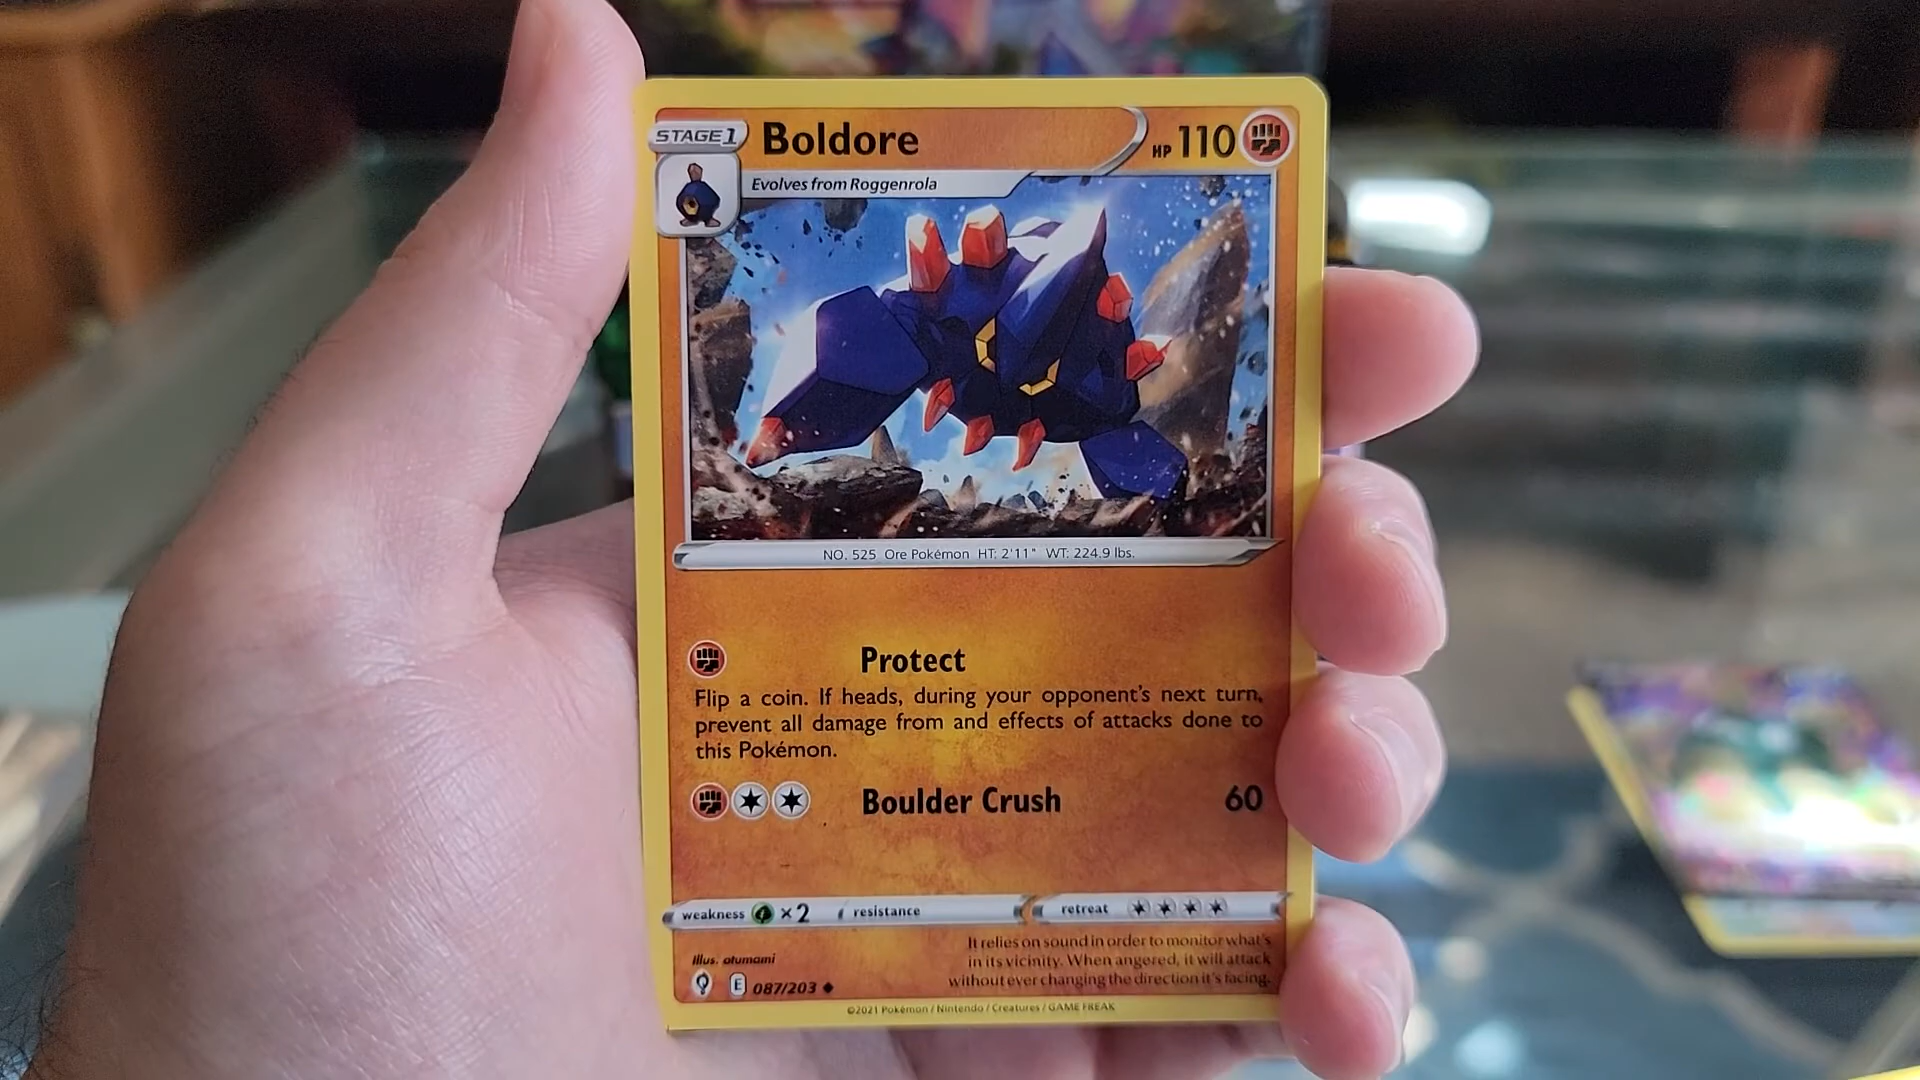 STAGE 1
Boldore
HP 110
Evolves from Roggenrola
NO. 525 Ore Pokémon HT: 2'11" WT: 224.9 lbs.
Protect
Flip a coin. If heads, during your opponent's next turn,
prevent all damage from and effects of attacks done to
this Pokémon.
Boulder Crush 60
weakness ×2 resistance retreat
It relies on sound in order to monitor what's
in its vicinity. When angered, it will attack
without ever changing the direction it's facing.
Illus. otumami
E 087/203
©2021 Pokémon / Nintendo / Creatures / GAME FREAK